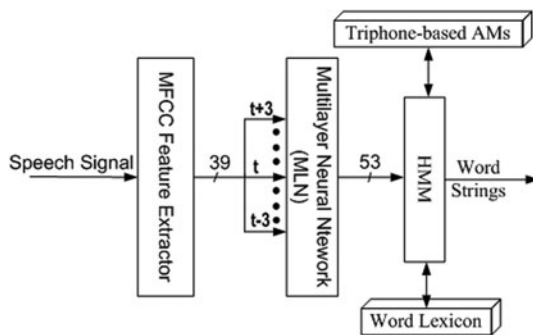 Triphone-based AMs
Speech Signal
MFCC Feature Extractor
39
t+3
t
t-3
Multilayer Neural Ntework
(MLN)
53
HMM
Word
Strings
Word Lexicon